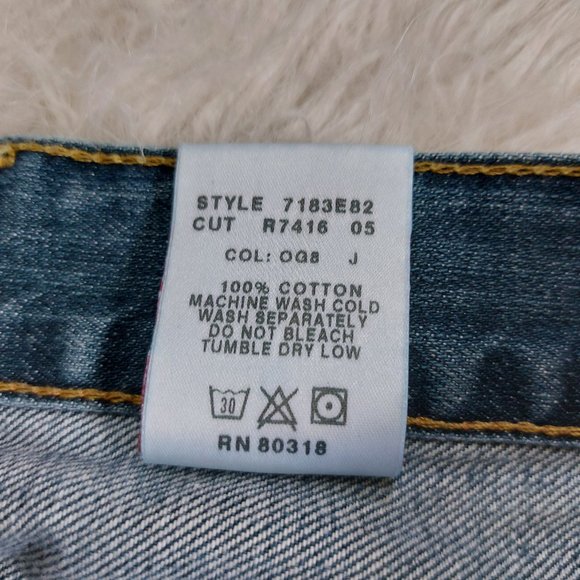 STYLE 7183E82
CUT R7416 05
COL: OG8 J
100% COTTON
MACHINE WASH COLD
WASH SEPARATELY
DO NOT BLEACH
TUMBLE DRY LOW
30
RN 80318